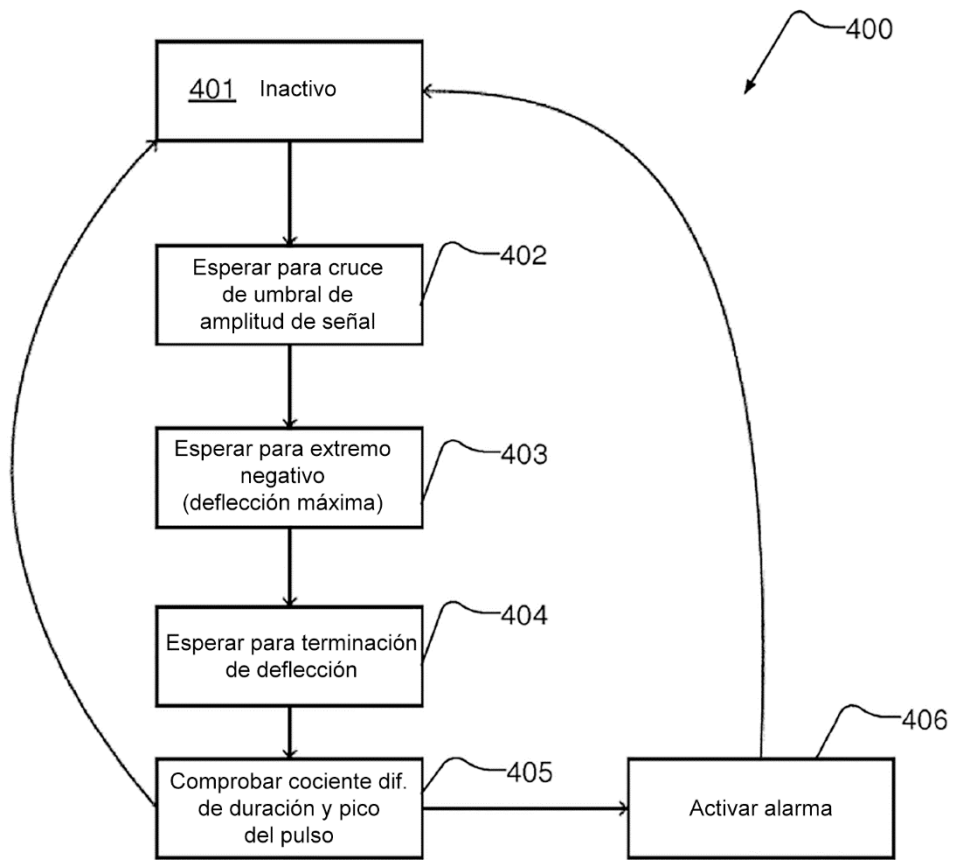 400
401 Inactivo
402
Esperar para cruce
de umbral de
amplitud de señal
403
Esperar para extremo
negativo
(deflección máxima)
404
Esperar para terminación
de deflección
405
Comprobar cociente dif.
de duración y pico
del pulso
406
Activar alarma